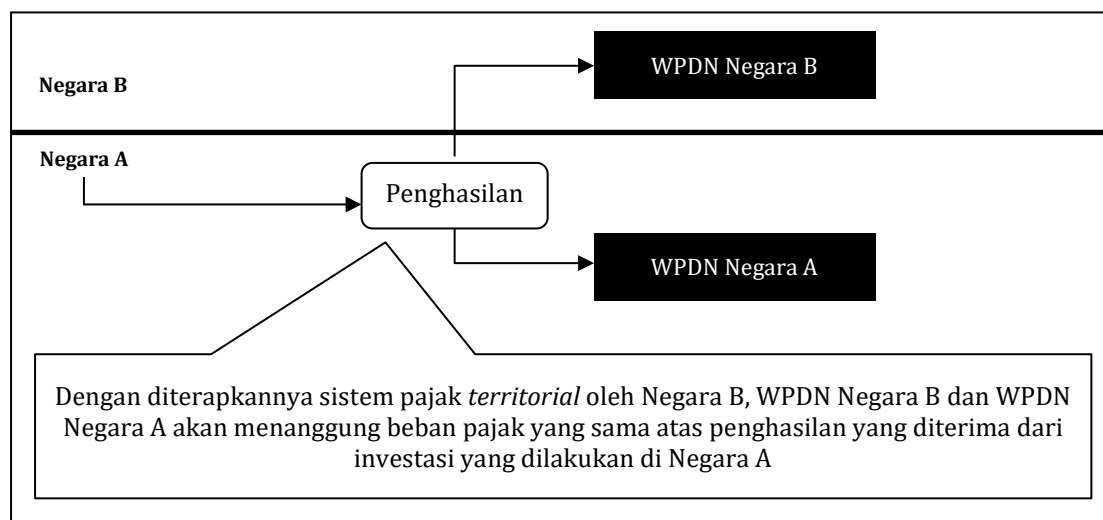 WPDN Negara B
Negara B
Negara A
Penghasilan
WPDN Negara A
Dengan diterapkannya sistem pajak territorial oleh Negara B, WPDN Negara B dan WPDN
Negara A akan menanggung beban pajak yang sama atas penghasilan yang diterima dari
investasi yang dilakukan di Negara A